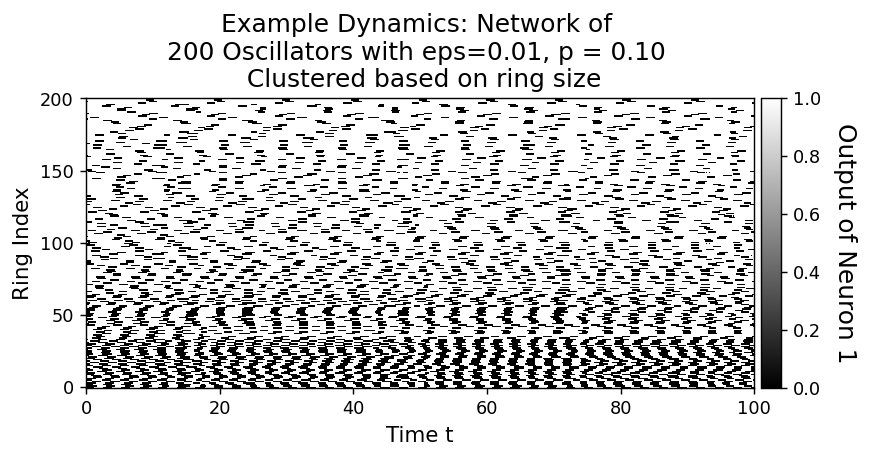 Example Dynamics: Network of
200 Oscillators with eps=0.01, p = 0.10
Clustered based on ring size
200
150
100
50
0
Ring Index
0
20
40
60
80
100
Time t
1.0
0.8
0.6
0.4
0.2
0.0
Output of Neuron 1